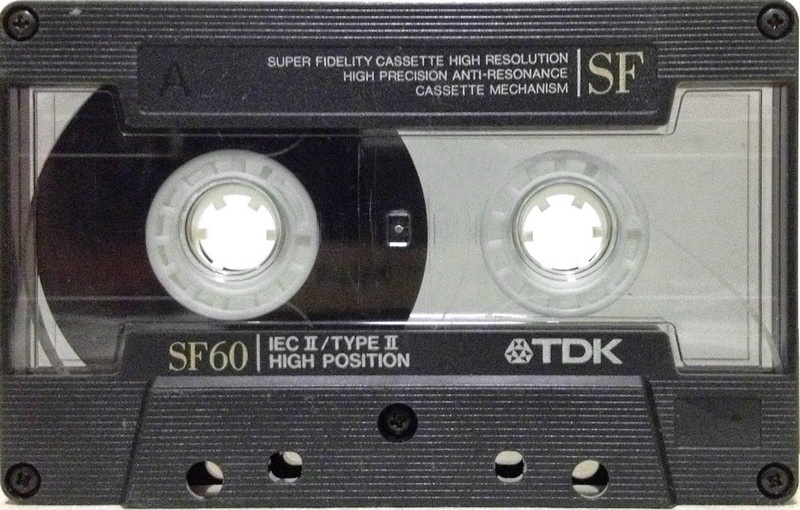 A
SUPER FIDELITY CASSETTE HIGH RESOLUTION
HIGH PRECISION ANTI-RESONANCE
CASSETTE MECHANISM
SF
SF60
IEC II/TYPE II
HIGH POSITION
TDK